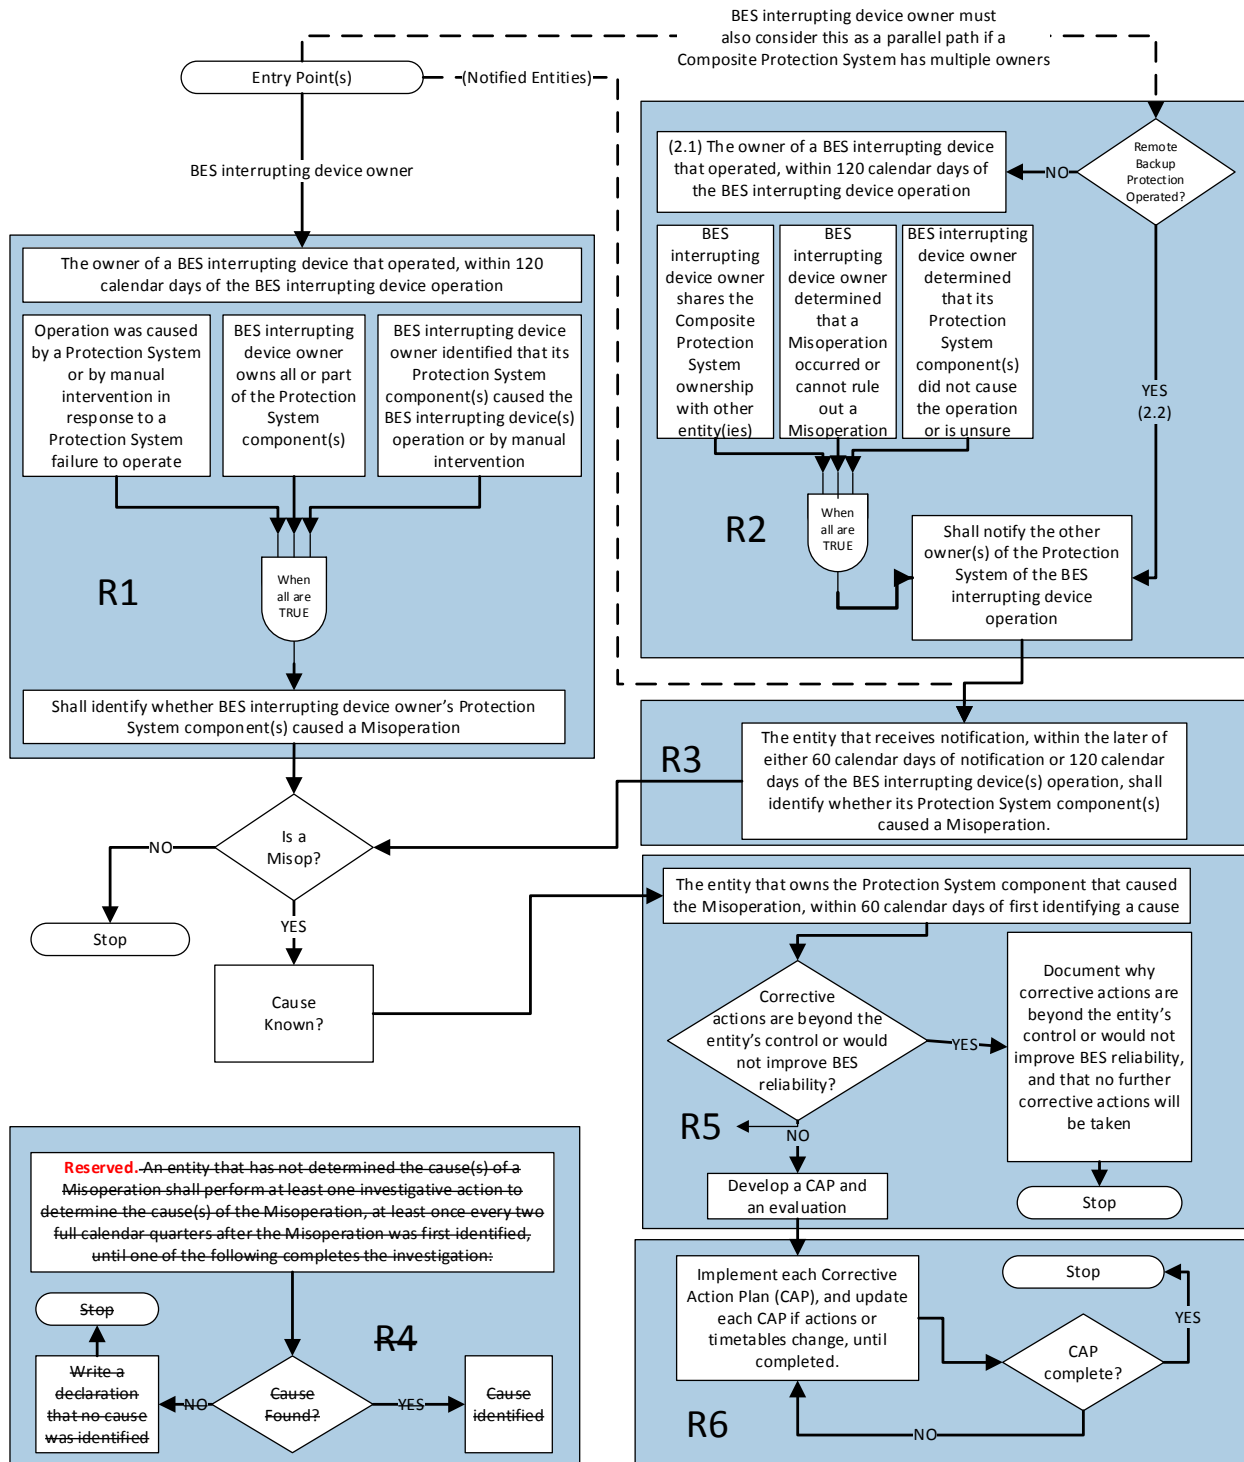 BES interrupting device owner must
also consider this as a parallel path if a
Composite Protection System has multiple owners
Entry Point(s)
(Notified Entities)
BES interrupting device owner
Remote
Backup
Protection
Operated?
NO
(2.1) The owner of a BES interrupting device
that operated, within 120 calendar days of
the BES interrupting device operation
BES
interrupting
device owner
shares the
Composite
Protection
System
ownership
with other
entity(ies)
BES
interrupting
device owner
determined
that a
Misoperation
occurred or
cannot rule
out a
Misoperation
BES interrupting
device owner
determined
that its
Protection
System
component(s)
did not cause
the operation
or is unsure
YES
(2.2)
When
all are
TRUE
R2
Shall notify the other
owner(s) of the Protection
System of the BES
interrupting device
operation
The owner of a BES interrupting device that operated, within 120
calendar days of the BES interrupting device operation
Operation was caused
by a Protection System
or by manual
intervention in
response to a
Protection System
failure to operate
BES interrupting
device owner
owns all or part
of the Protection
System
component(s)
BES interrupting device
owner identified that its
Protection System
component(s) caused the
BES interrupting device(s)
operation or by manual
intervention
When
all are
TRUE
R1
Shall identify whether BES interrupting device owner's Protection
System component(s) caused a Misoperation
R3
The entity that receives notification, within the later of
either 60 calendar days of notification or 120 calendar
days of the BES interrupting device(s) operation, shall
identify whether its Protection System component(s)
caused a Misoperation.
Is a
Misop?
NO
Stop
YES
Cause
Known?
The entity that owns the Protection System component that caused
the Misoperation, within 60 calendar days of first identifying a cause
Corrective
actions are beyond the
entity's control or would
not improve BES
reliability?
YES
Document why
corrective actions are
beyond the entity's
control or would not
improve BES reliability,
and that no further
corrective actions will
be taken
Stop
R5
NO
Develop a CAP and
an evaluation
Reserved. An entity that has not determined the cause(s) of a
Misoperation shall perform at least one investigative action to
determine the cause(s) of the Misoperation, at least once every two
full calendar quarters after the Misoperation was first identified,
until one of the following completes the investigation:
Stop
R4
Write a
declaration
that no cause
was identified
NO
Cause
Found?
YES
Cause
identified
Implement each Corrective
Action Plan (CAP), and update
each CAP if actions or
timetables change, until
completed.
Stop
YES
CAP
complete?
NO
R6